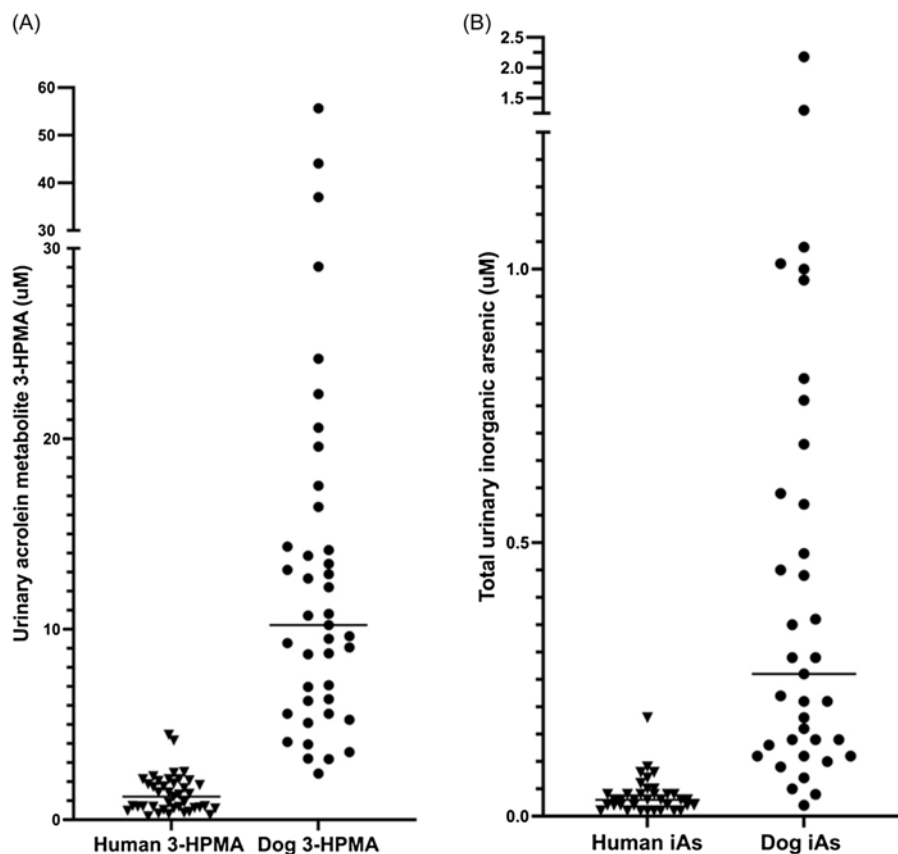 (A)
Urinary acrolein metabolite 3-HPMA (uM)
60
50
40
30
30
20
10
0
Human 3-HPMA
Dog 3-HPMA
(B)
Total urinary inorganic arsenic (uM)
2.5
2.0
1.5
1.0
0.5
0.0
Human iAs
Dog iAs